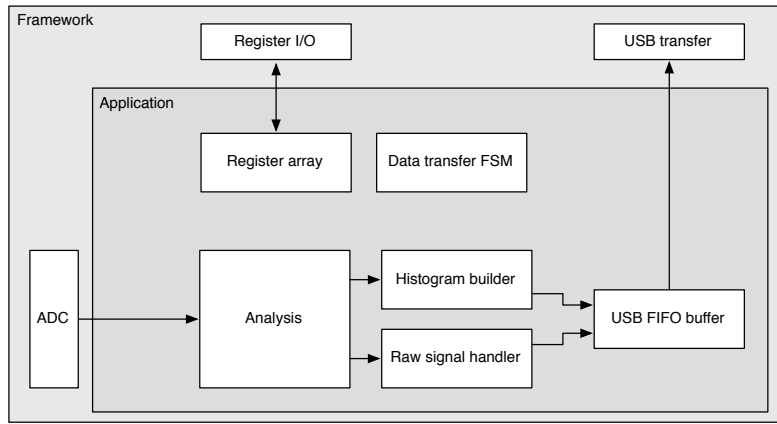 Framework
Register I/O
USB transfer
Application
Register array
Data transfer FSM
ADC
Analysis
Histogram builder
Raw signal handler
USB FIFO buffer